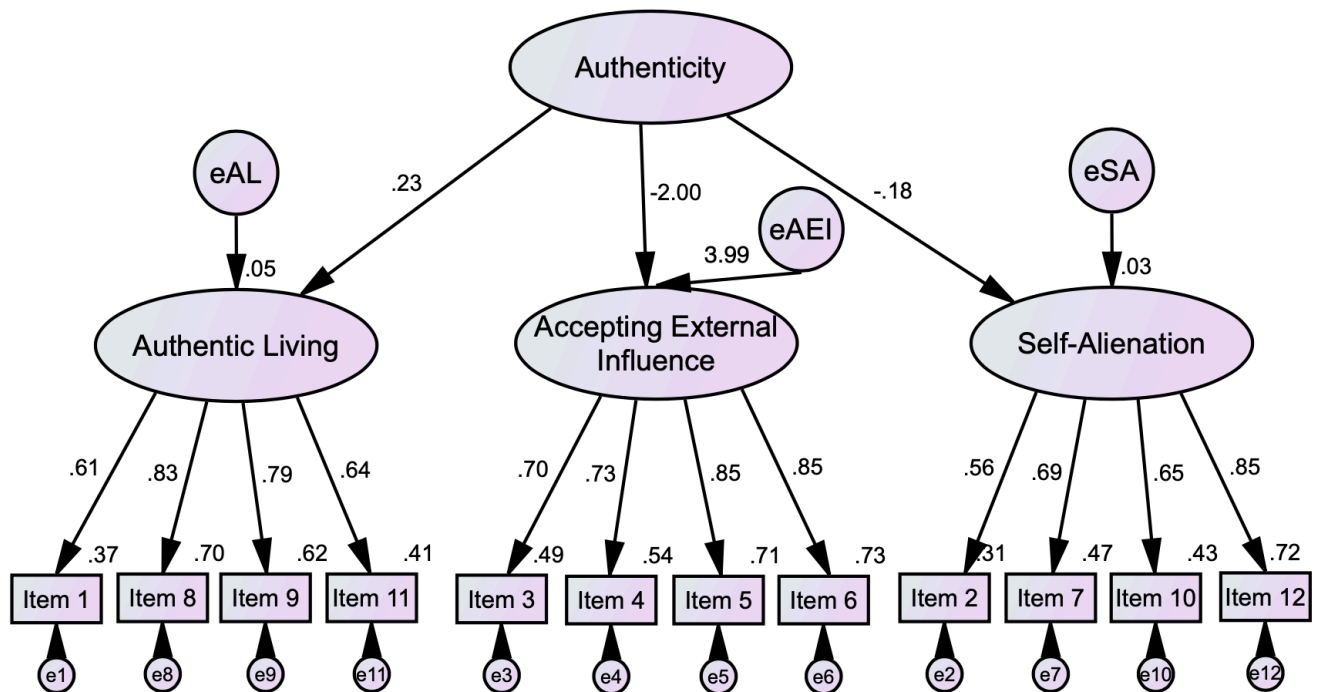 Authenticity
eAL
eSA
.23
-2.00
-.18
eAEI
3.99
.05
.03
Authentic Living
Accepting External
Influence
Self-Alienation
.61
.83
.79
.64
.70
.73
.85
.85
.56
.69
.65
.85
.37
.70
.62
.41
.49
.54
.71
.73
.31
.47
.43
.72
Item 1
Item 8
Item 9
Item 11
Item 3
Item 4
Item 5
Item 6
Item 2
Item 7
Item 10
Item 12
e1
e8
e9
e11
e3
e4
e5
e6
e2
e7
e10
e12